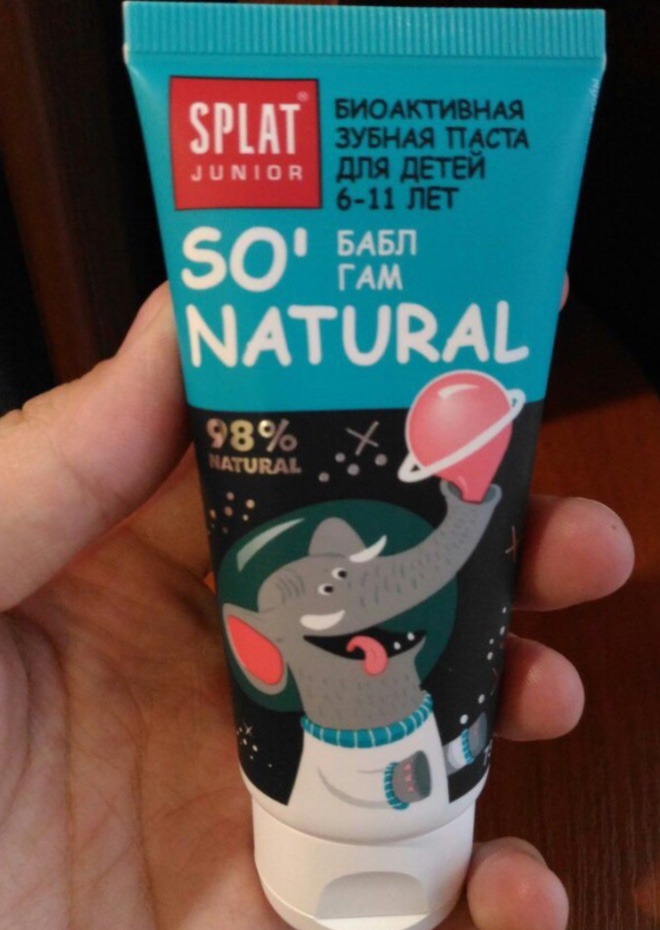 SPLAT®
JUNIOR
БИОАКТИВНАЯ
ЗУБНАЯ ПАСТА
ДЛЯ ДЕТЕЙ
6-11 ЛЕТ
SO'
NATURAL
БАБЛ
ГАМ
98%
NATURAL